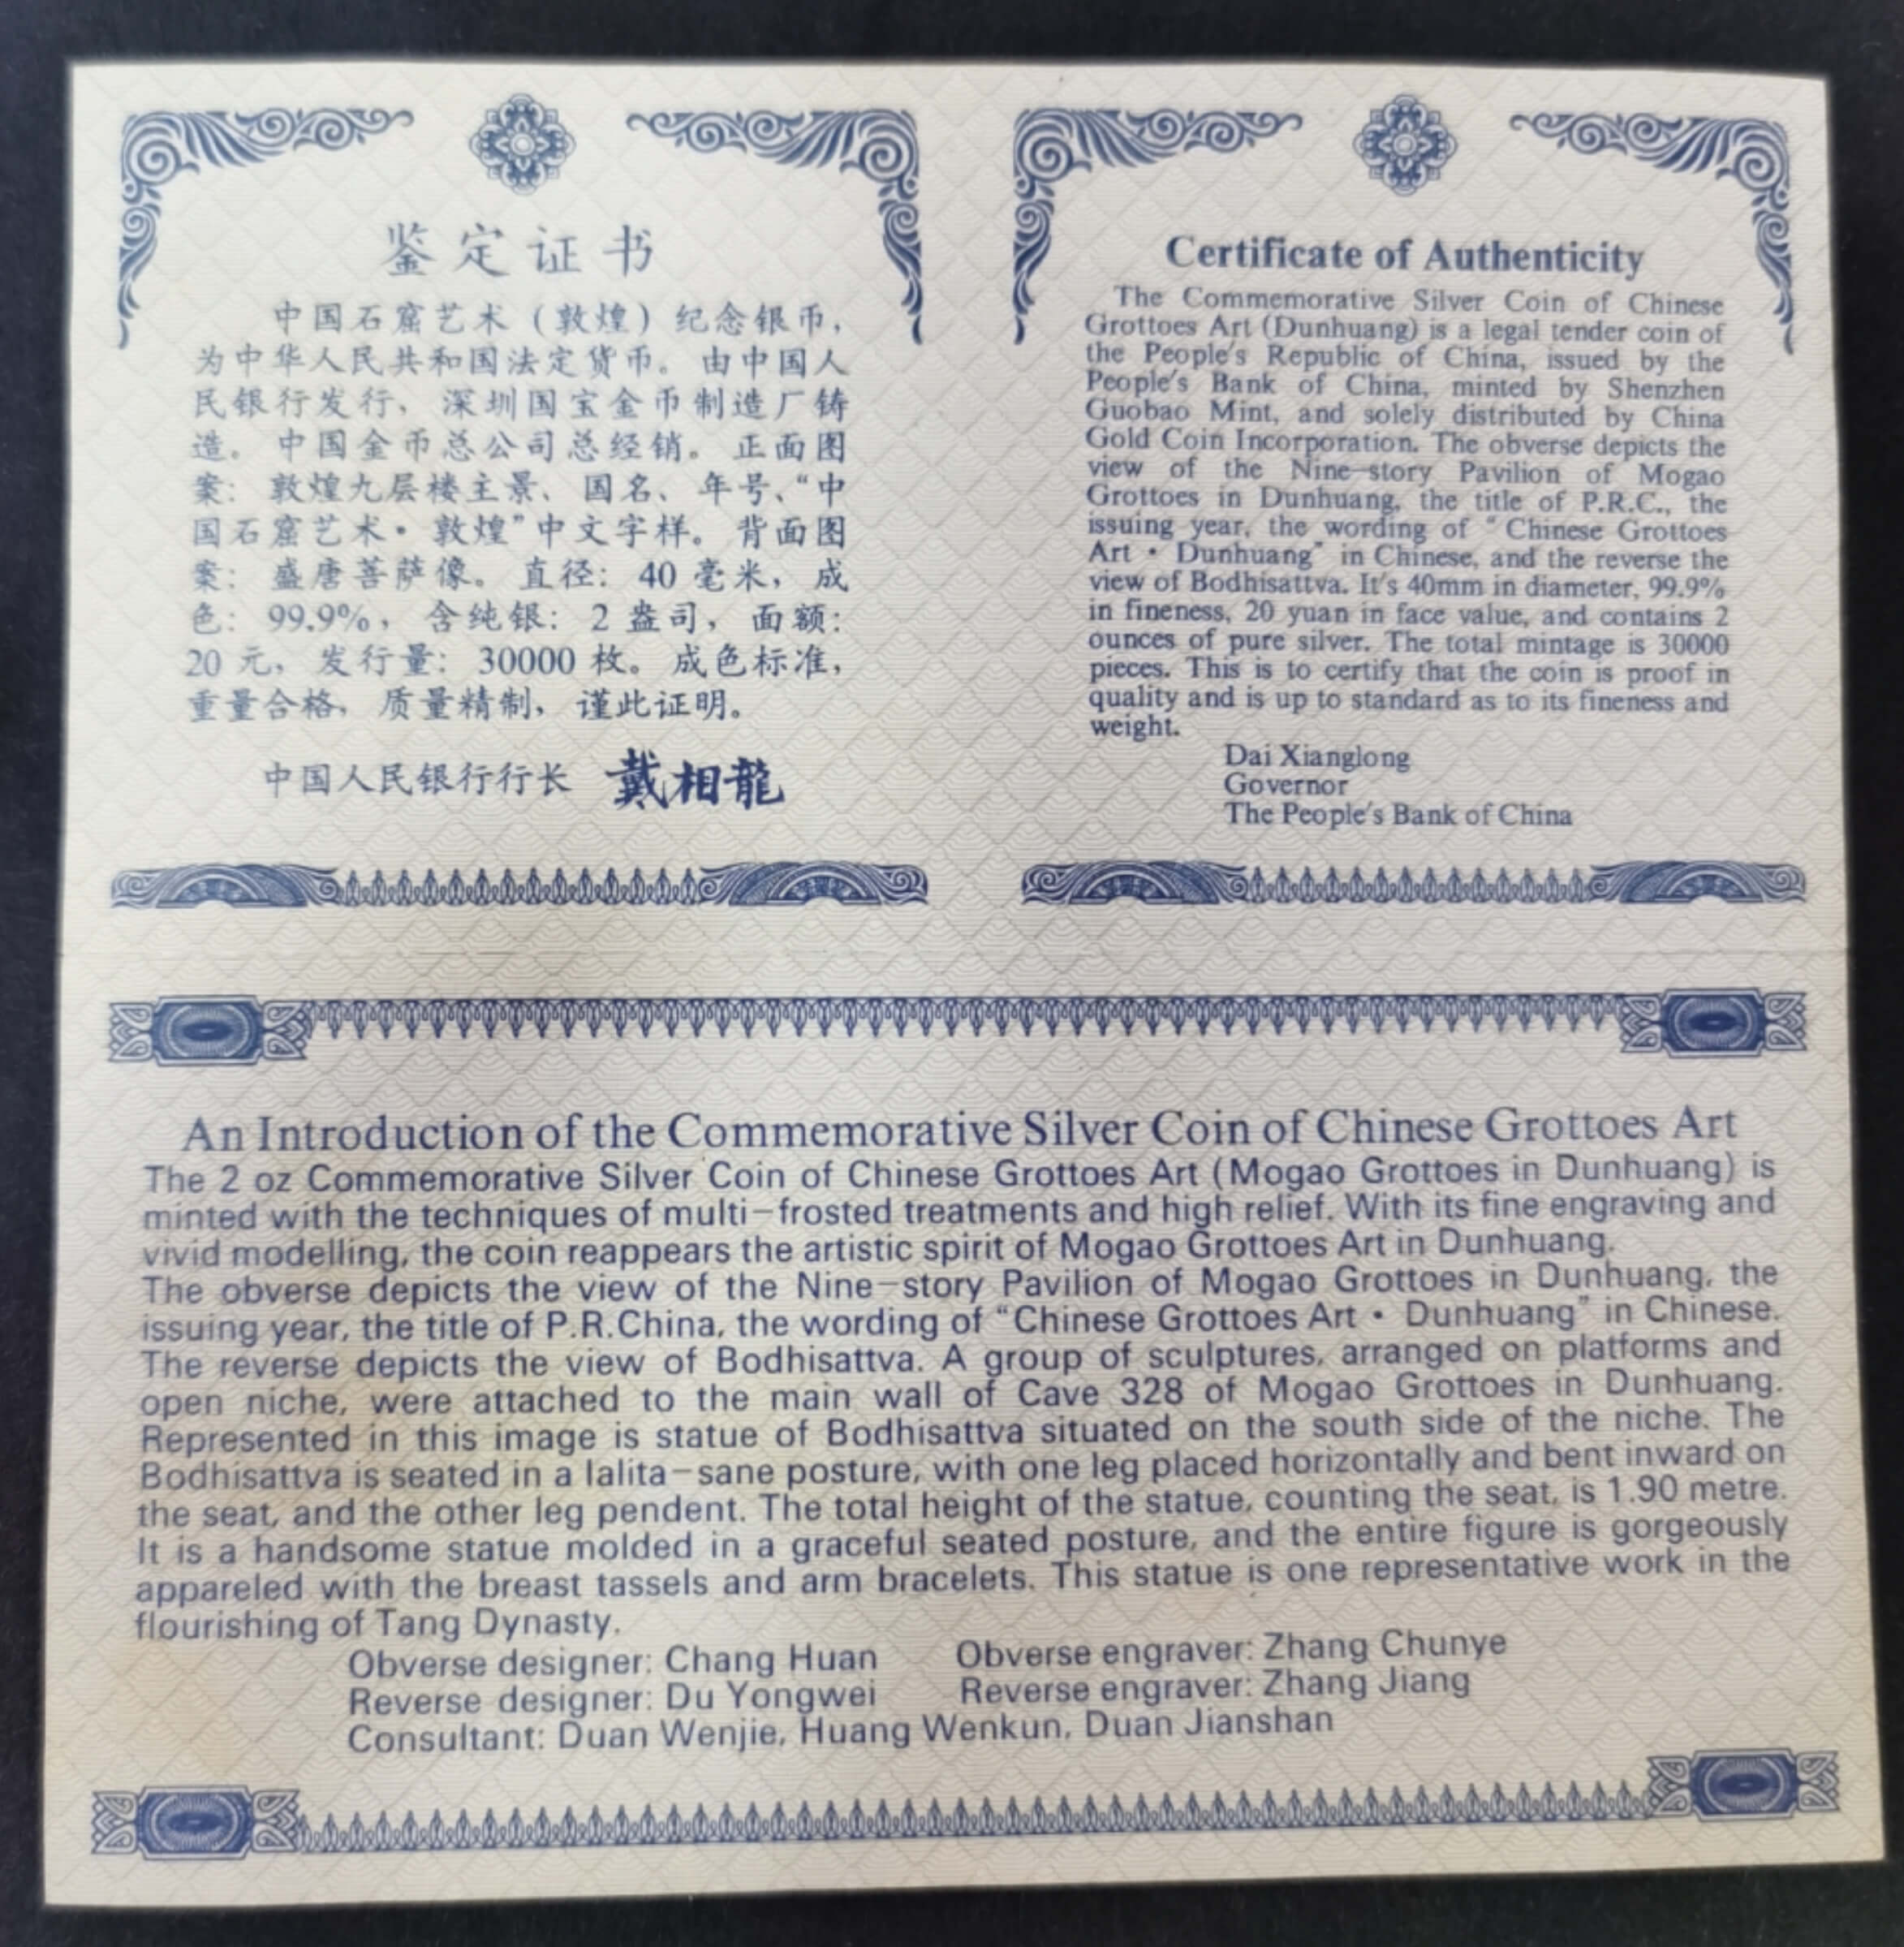 鉴定证书
中国石窟艺术（敦煌）纪念银币，
为中华人民共和国法定货币。由中国人
民银行发行、深圳国宝金币制造厂铸
造。中国金币总公司总经销。正面图
案：敦煌九层楼主景、国名、年号、“中
国石窟艺术·敦煌”中文字样。背面图
案：盛唐菩萨像。直径：40毫米，成
色：99.9%，含纯银：2盎司，面额：
20元，发行量：30000枚。成色标准，
重量合格，质量精制，谨此证明。
中国人民银行行长 戴相龍
Certificate of Authenticity
The Commemorative Silver Coin of Chinese
Grottoes Art (Dunhuang) is a legal tender coin of
the People's Republic of China, issued by the
People's Bank of China, minted by Shenzhen
Guobao Mint, and solely distributed by China
Gold Coin Incorporation. The obverse depicts the
view of the Nine-story Pavilion of Mogao
Grottoes in Dunhuang, the title of P.R.C., the
issuing year, the wording of “Chinese Grottoes
Art · Dunhuang” in Chinese, and the reverse the
view of Bodhisattva. It's 40mm in diameter, 99.9%
in fineness, 20 yuan in face value, and contains 2
ounces of pure silver. The total mintage is 30000
pieces. This is to certify that the coin is proof in
quality and is up to standard as to its fineness and
weight.
Dai Xianglong
Governor
The People's Bank of China
An Introduction of the Commemorative Silver Coin of Chinese Grottoes Art
The 2 oz Commemorative Silver Coin of Chinese Grottoes Art (Mogao Grottoes in Dunhuang) is
minted with the techniques of multi-frosted treatments and high relief. With its fine engraving and
vivid modelling, the coin reappears the artistic spirit of Mogao Grottoes Art in Dunhuang.
The obverse depicts the view of the Nine-story Pavilion of Mogao Grottoes in Dunhuang, the
issuing year, the title of P.R.China, the wording of “Chinese Grottoes Art · Dunhuang” in Chinese.
The reverse depicts the view of Bodhisattva. A group of sculptures, arranged on platforms and
open niche, were attached to the main wall of Cave 328 of Mogao Grottoes in Dunhuang.
Represented in this image is statue of Bodhisattva situated on the south side of the niche. The
Bodhisattva is seated in a lalita-sane posture, with one leg placed horizontally and bent inward on
the seat, and the other leg pendent. The total height of the statue, counting the seat, is 1.90 metre.
It is a handsome statue molded in a graceful seated posture, and the entire figure is gorgeously
appareled with the breast tassels and arm bracelets. This statue is one representative work in the
flourishing of Tang Dynasty.
Obverse designer: Chang Huan Obverse engraver: Zhang Chunye
Reverse designer: Du Yongwei Reverse engraver: Zhang Jiang
Consultant: Duan Wenjie, Huang Wenkun, Duan Jianshan